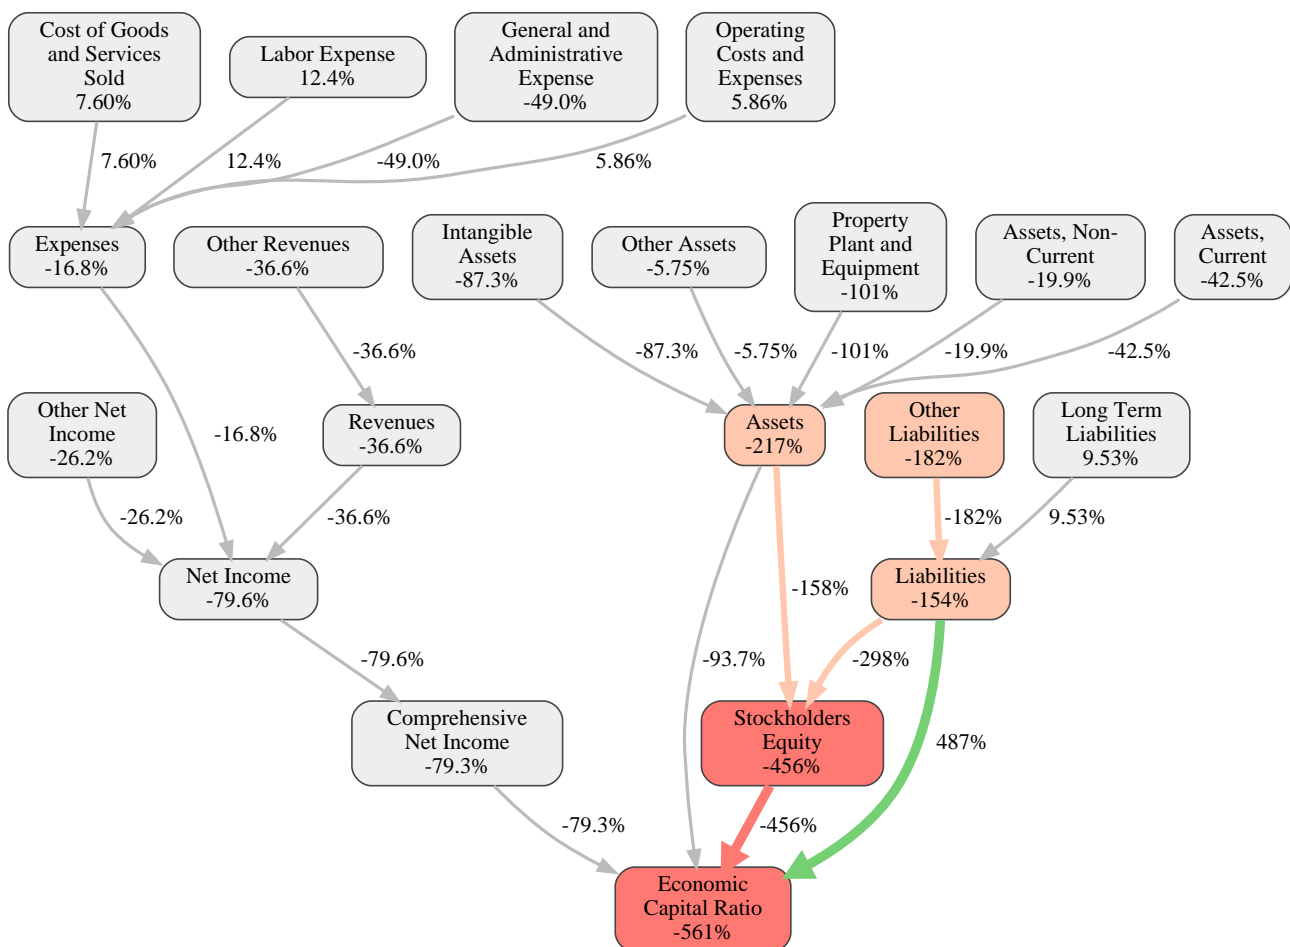 Cost of Goods
and Services
Sold
7.60%
Labor Expense
12.4%
General and
Administrative
Expense
-49.0%
Operating
Costs and
Expenses
5.86%
7.60%
12.4%
-49.0%
5.86%
Expenses
-16.8%
Other Revenues
-36.6%
Intangible
Assets
-87.3%
Other Assets
-5.75%
Property
Plant and
Equipment
-101%
Assets, Non-
Current
-19.9%
Assets,
Current
-42.5%
-36.6%
-87.3%
-5.75%
-101%
-19.9%
-42.5%
Other Net
Income
-26.2%
-16.8%
Revenues
-36.6%
Assets
-217%
Other
Liabilities
-182%
Long Term
Liabilities
9.53%
-26.2%
-36.6%
-182%
9.53%
Net Income
-79.6%
-158%
Liabilities
-154%
-79.6%
-93.7%
-298%
Comprehensive
Net Income
-79.3%
Stockholders
Equity
-456%
487%
-79.3%
-456%
Economic
Capital Ratio
-561%